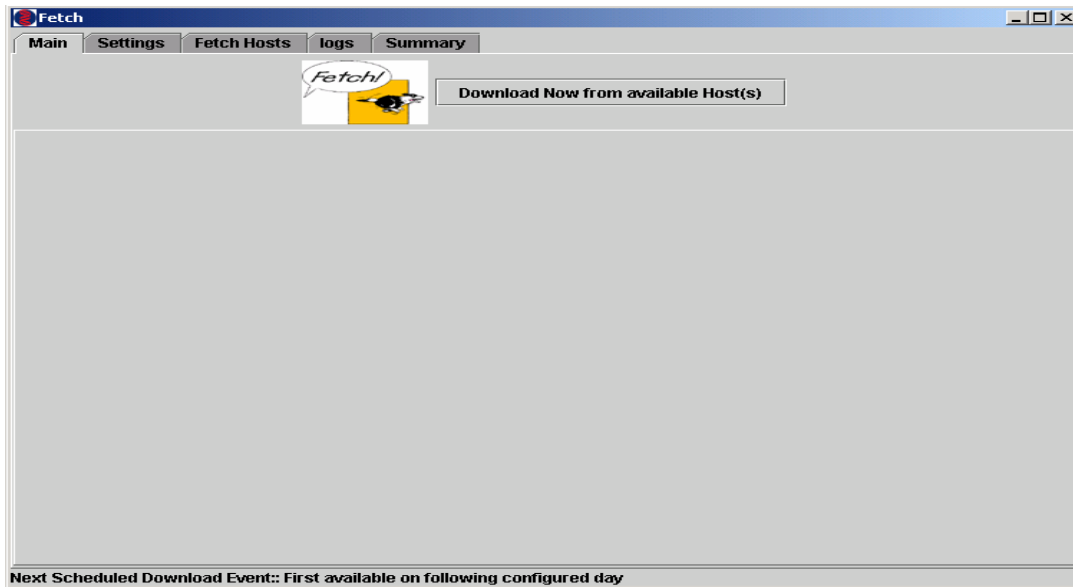 Fetch
Main Settings Fetch Hosts logs Summary
Fetch!
Download Now from available Host(s)
Next Scheduled Download Event:: First available on following configured day